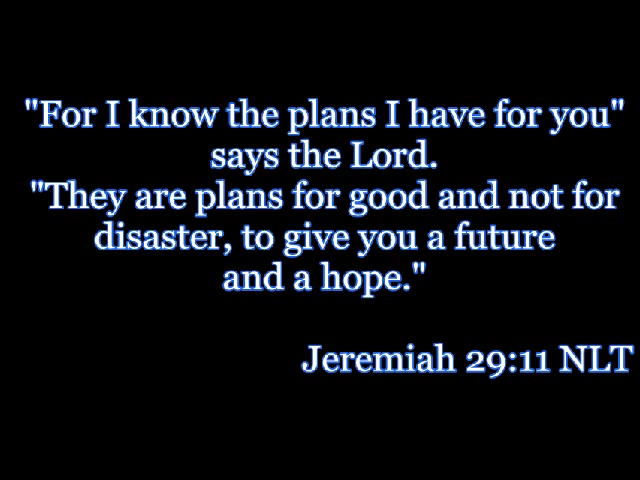 "For I know the plans I have for you"
says the Lord.
"They are plans for good and not for
disaster, to give you a future
and a hope."
Jeremiah 29:11 NLT